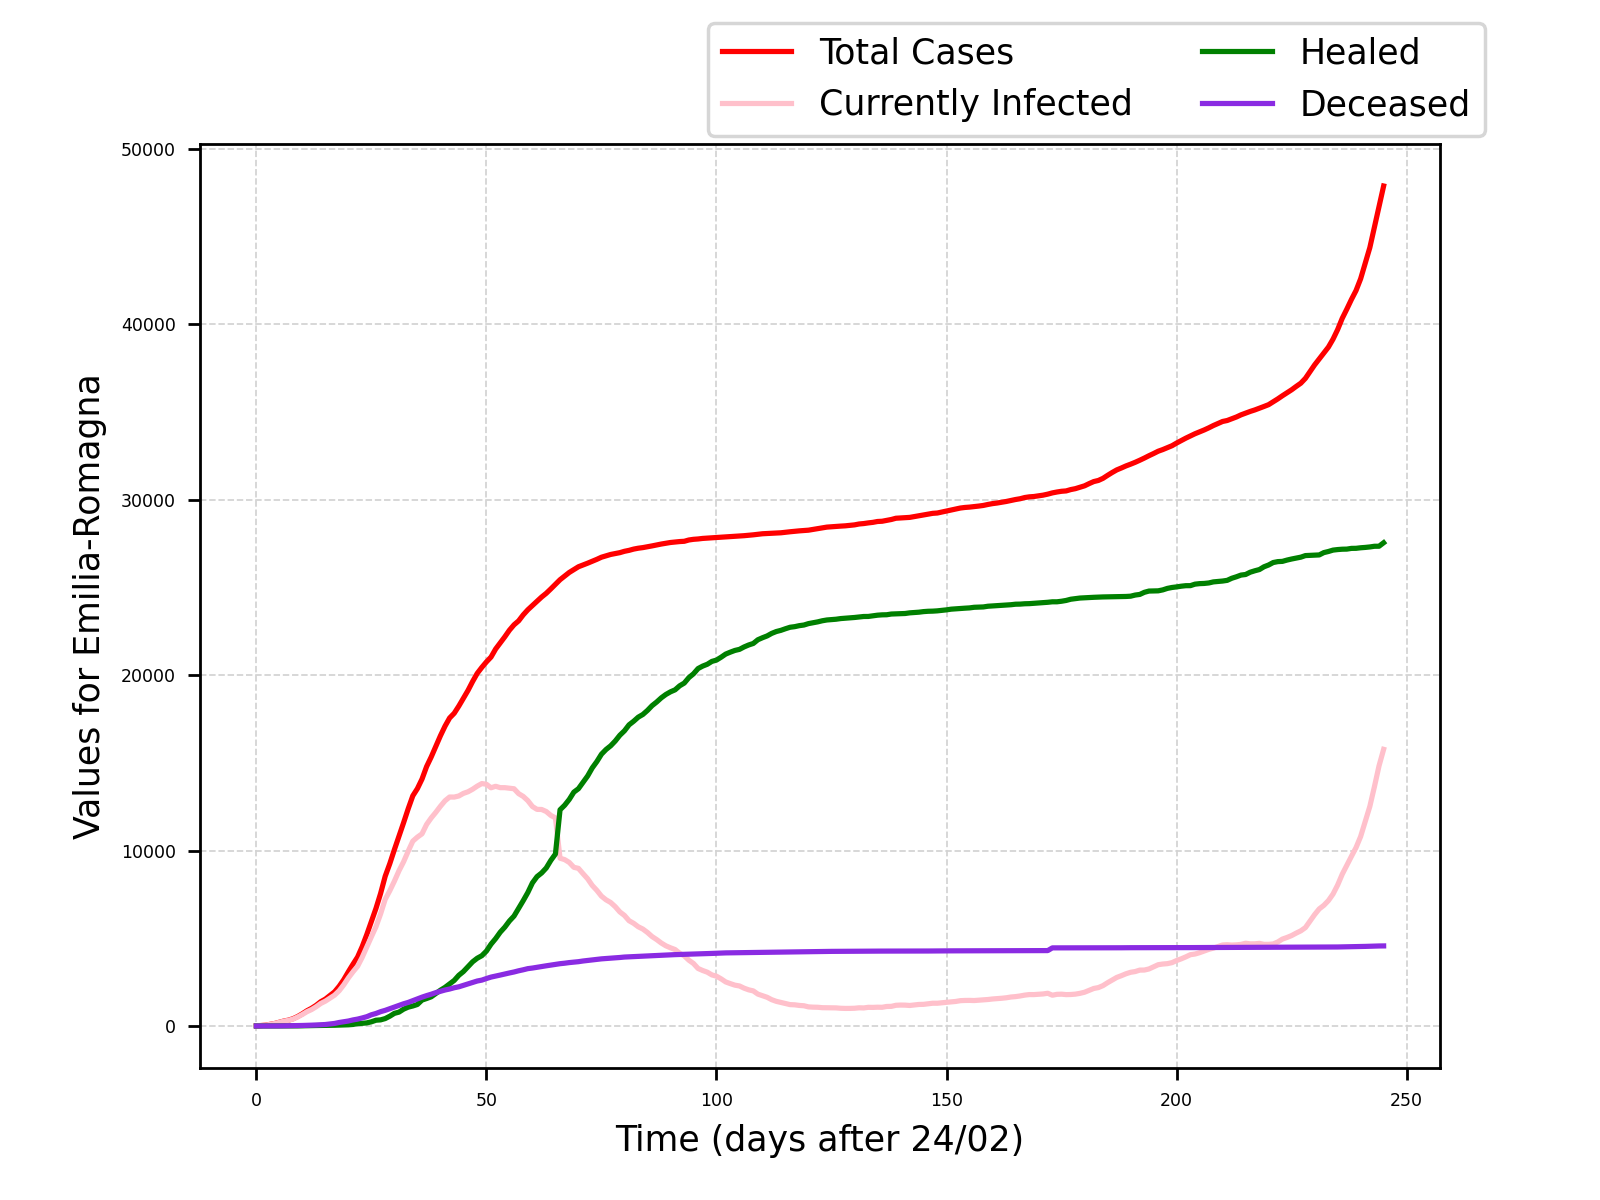 Total Cases
Healed
Currently Infected
Deceased
Values for Emilia-Romagna
50000
40000
30000
20000
10000
0
0
50
100
150
200
250
Time (days after 24/02)